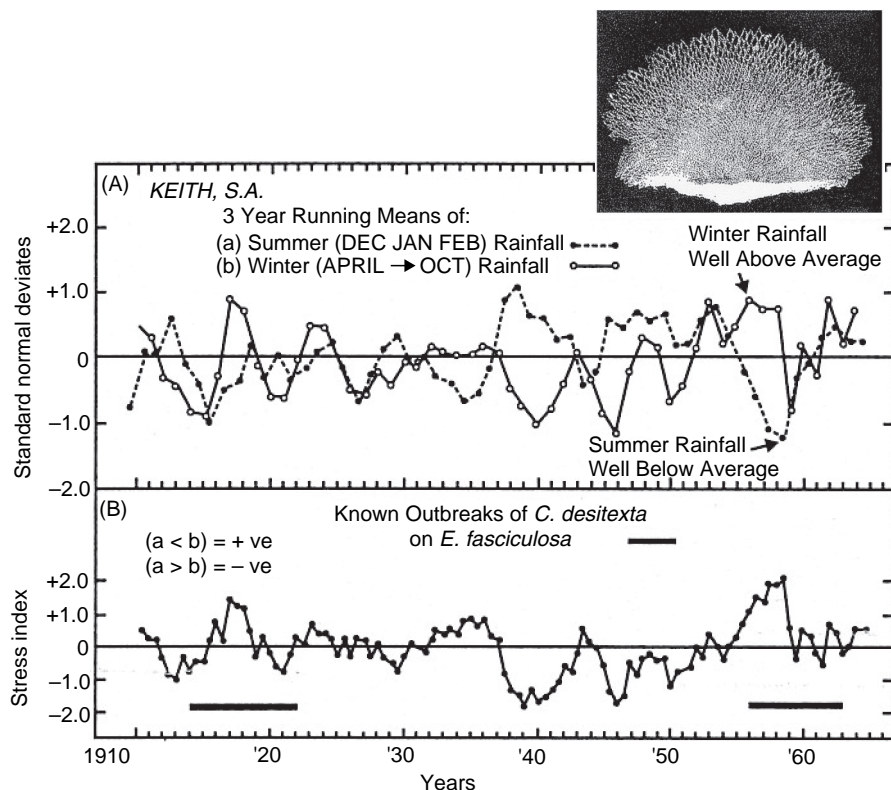 (A)
KEITH, S.A.
3 Year Running Means of:
(a) Summer (DEC JAN FEB) Rainfall
(b) Winter (APRIL → OCT) Rainfall
Winter Rainfall
Well Above Average
Summer Rainfall
Well Below Average
Standard normal deviates
+2.0
+1.0
0
–1.0
–2.0
(B)
Known Outbreaks of C. desitexta
on E. fasciculosa
(a < b) = + ve
(a > b) = – ve
Stress index
+2.0
+1.0
0
–1.0
–2.0
1910 '20 '30 '40 '50 '60
Years